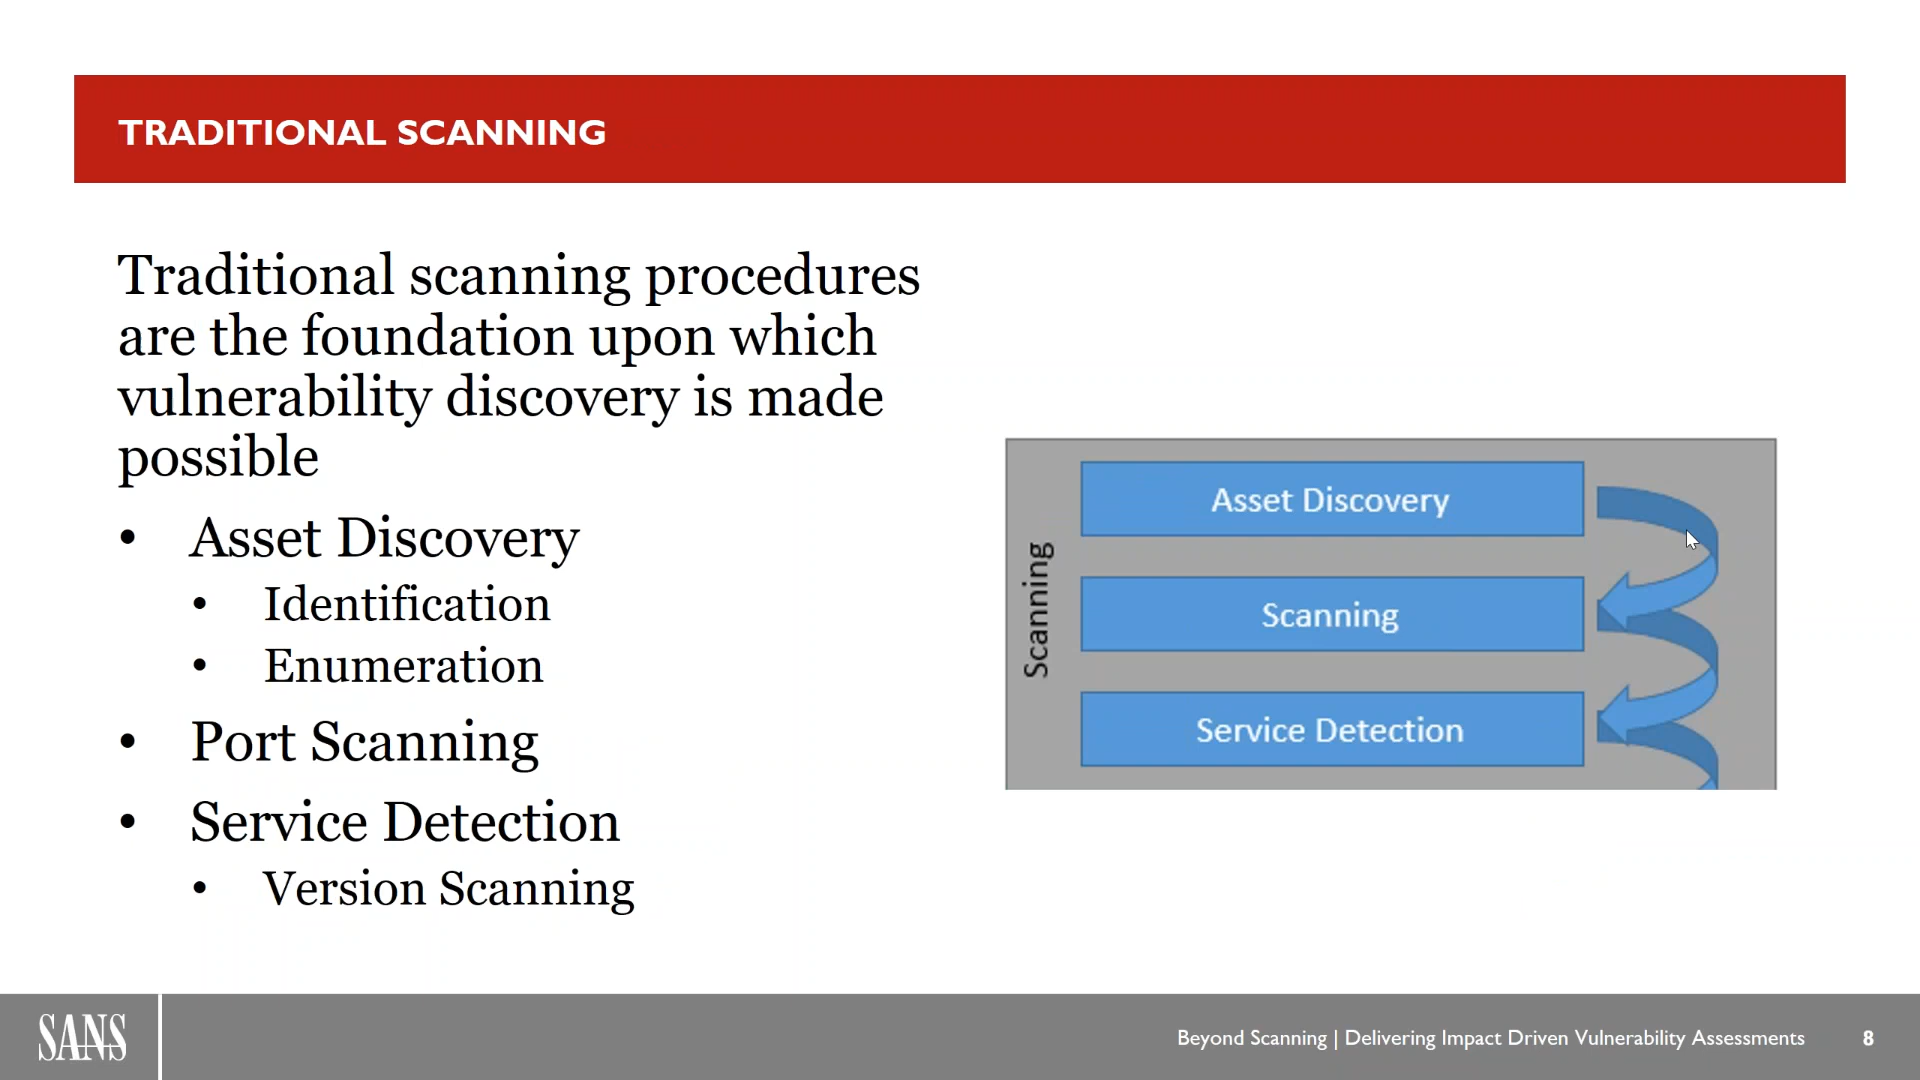 TRADITIONAL SCANNING
Traditional scanning procedures
are the foundation upon which
vulnerability discovery is made
possible
• Asset Discovery
• Identification
• Enumeration
• Port Scanning
• Service Detection
• Version Scanning
Scanning
Asset Discovery
Scanning
Service Detection
SANS
Beyond Scanning | Delivering Impact Driven Vulnerability Assessments
8